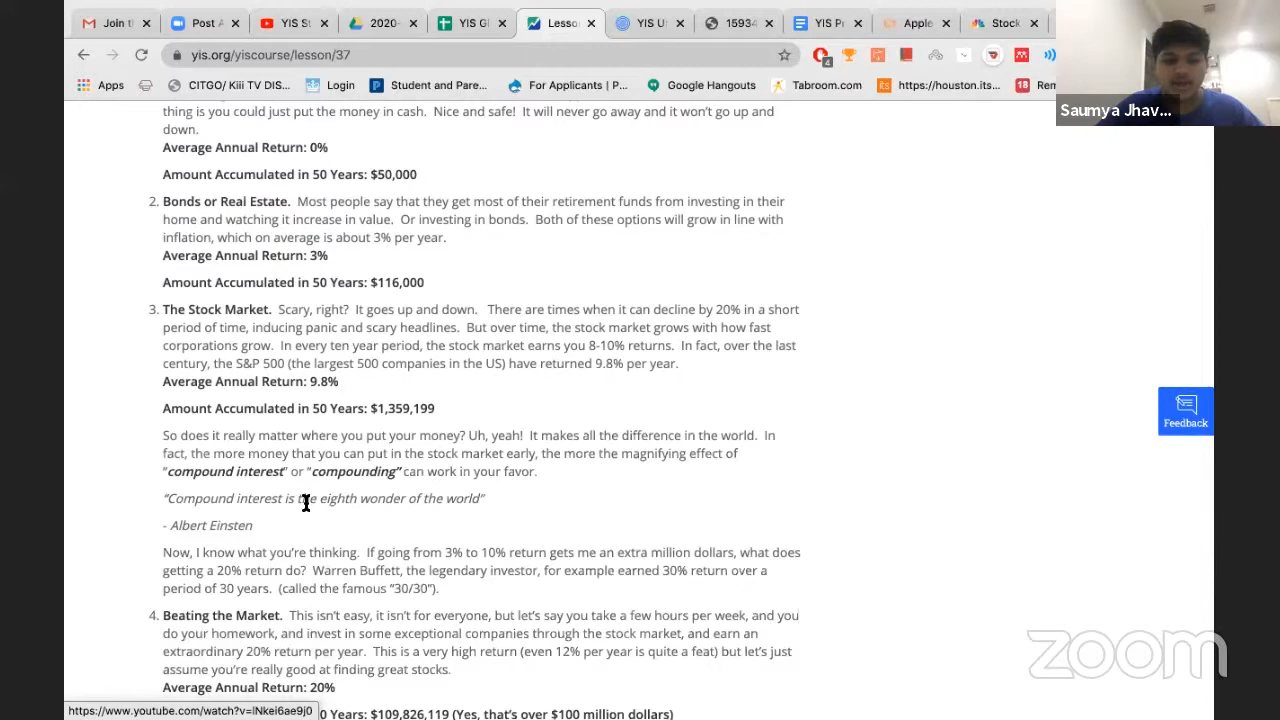 Join t
Post A
YIS St
2020-
YIS Gl
Lesso
YIS U
15934
YIS P
Apple
Stock
yis.org/yiscourse/lesson/37
4
Apps
CITGO/ Kiii TV DIS...
Login
Student and Pare...
For Applicants | P...
Google Hangouts
Tabroom.com
https://houston.its...
18
Rem
Saumya Jhav...
thing is you could just put the money in cash. Nice and safe! It will never go away and it won't go up and
down.
Average Annual Return: 0%
Amount Accumulated in 50 Years: $50,000
2. Bonds or Real Estate. Most people say that they get most of their retirement funds from investing in their
home and watching it increase in value. Or investing in bonds. Both of these options will grow in line with
inflation, which on average is about 3% per year.
Average Annual Return: 3%
Amount Accumulated in 50 Years: $116,000
3. The Stock Market. Scary, right? It goes up and down. There are times when it can decline by 20% in a short
period of time, inducing panic and scary headlines. But over time, the stock market grows with how fast
corporations grow. In every ten year period, the stock market earns you 8-10% returns. In fact, over the last
century, the S&P 500 (the largest 500 companies in the US) have returned 9.8% per year.
Average Annual Return: 9.8%
Amount Accumulated in 50 Years: $1,359,199
So does it really matter where you put your money? Uh, yeah! It makes all the difference in the world. In
fact, the more money that you can put in the stock market early, the more the magnifying effect of
"compound interest" or "compounding" can work in your favor.
"Compound interest is the eighth wonder of the world"
- Albert Einsten
Now, I know what you're thinking. If going from 3% to 10% return gets me an extra million dollars, what does
getting a 20% return do? Warren Buffett, the legendary investor, for example earned 30% return over a
period of 30 years. (called the famous "30/30").
4. Beating the Market. This isn't easy, it isn't for everyone, but let's say you take a few hours per week, and you
do your homework, and invest in some exceptional companies through the stock market, and earn an
extraordinary 20% return per year. This is a very high return (even 12% per year is quite a feat) but let's just
assume you're really good at finding great stocks.
Average Annual Return: 20%
0 Years: $109,826,119 (Yes, that's over $100 million dollars)
Feedback
zoom